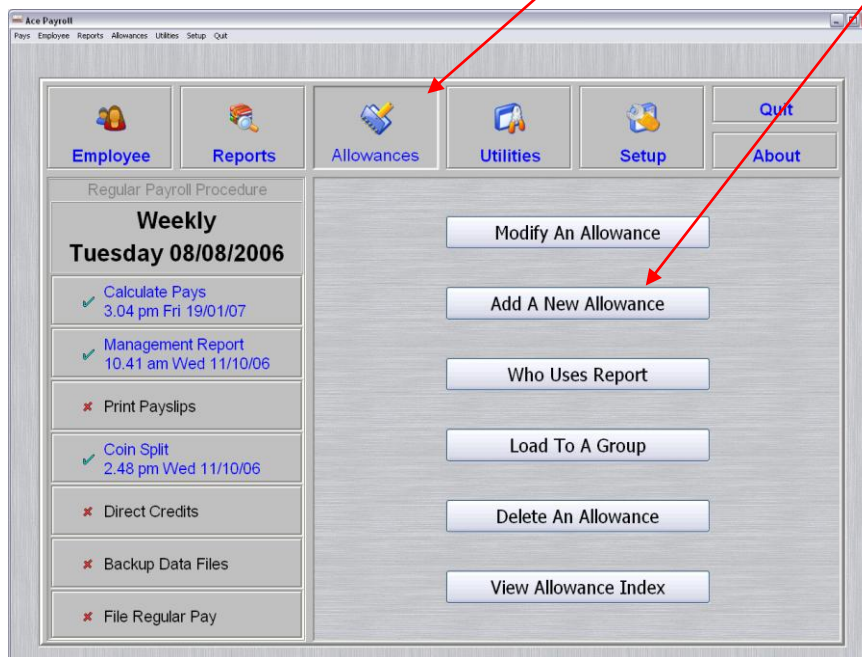 Ace Payroll
Pays Employee Reports Allowances Utilities Setup Quit
Employee
Reports
Allowances
Utilities
Setup
Quit
About
Regular Payroll Procedure
Weekly
Tuesday 08/08/2006
Calculate Pays
3.04 pm Fri 19/01/07
Management Report
10.41 am Wed 11/10/06
Print Payslips
Coin Split
2.48 pm Wed 11/10/06
Direct Credits
Backup Data Files
File Regular Pay
Modify An Allowance
Add A New Allowance
Who Uses Report
Load To A Group
Delete An Allowance
View Allowance Index